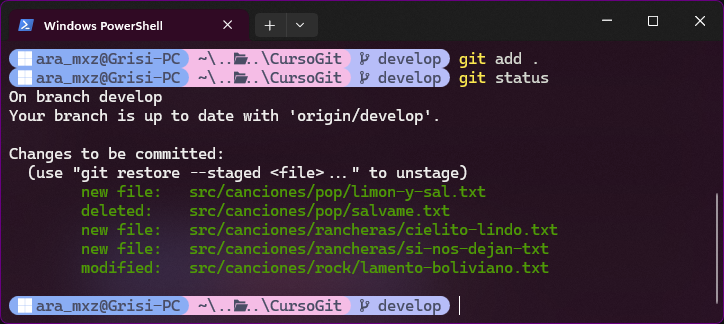 Windows PowerShell
ara_mxz@Grisi-PC ~\..\..\CursoGit develop git add .
ara_mxz@Grisi-PC ~\..\..\CursoGit develop git status
On branch develop
Your branch is up to date with 'origin/develop'.
Changes to be committed:
(use "git restore --staged <file>..." to unstage)
new file: src/canciones/pop/limon-y-sal.txt
deleted: src/canciones/pop/salvame.txt
new file: src/canciones/rancheras/cielito-lindo.txt
new file: src/canciones/rancheras/si-nos-dejan-txt
modified: src/canciones/rock/lamento-boliviano.txt
ara_mxz@Grisi-PC ~\..\..\CursoGit develop